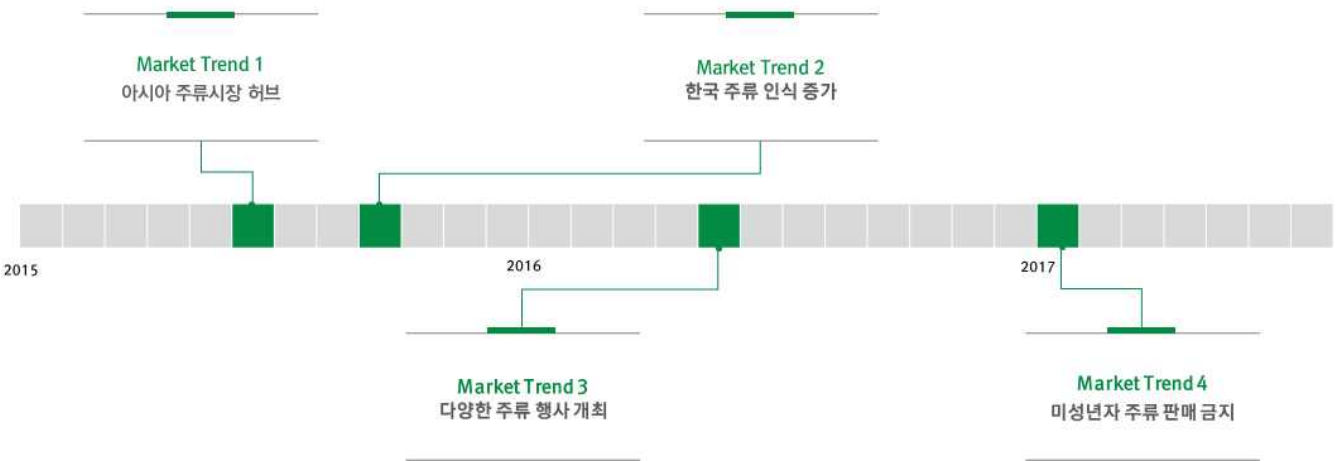 Market Trend 1
아시아 주류시장 허브
Market Trend 2
한국 주류 인식 증가
2015
2016
2017
Market Trend 3
다양한 주류 행사 개최
Market Trend 4
미성년자 주류 판매 금지